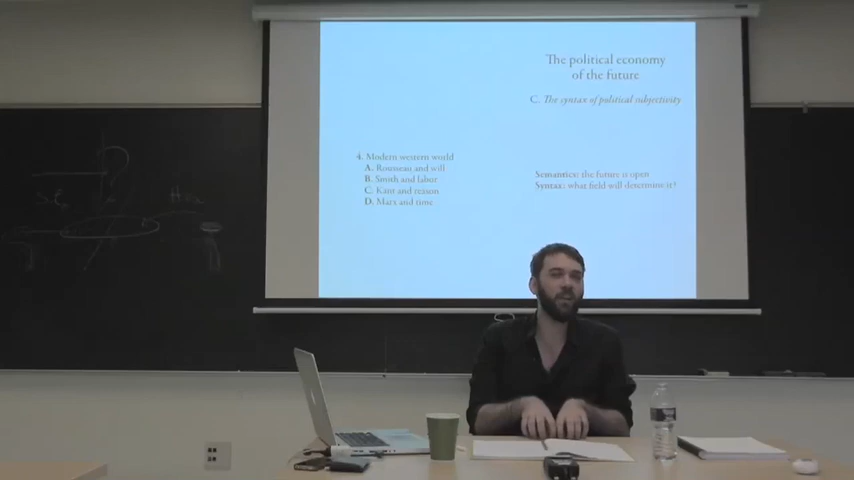 The political economy
of the future
C. The syntax of political subjectivity
4. Modern western world
A. Rousseau and will
B. Smith and labor
C. Kant and reason
D. Marx and time
Semantics: the future is open
Syntax: what field will determine it?